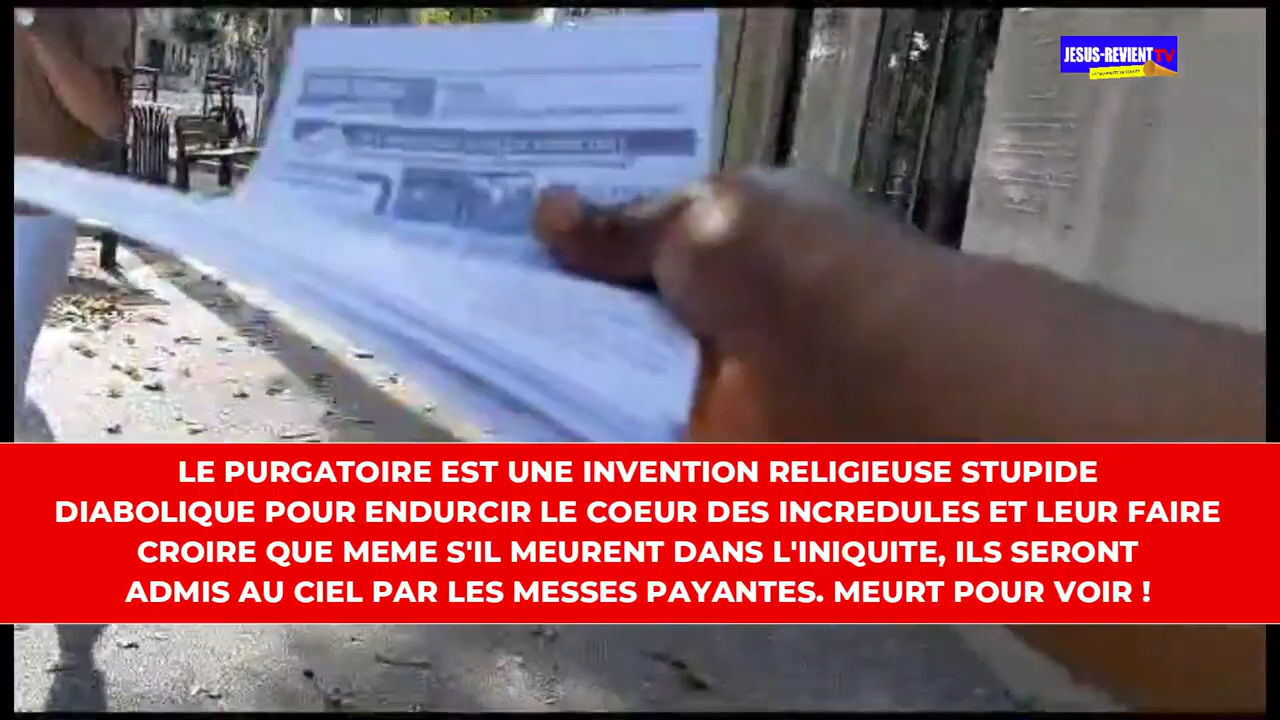 JESUS-REVIENT TV
LE PURGATOIRE EST UNE INVENTION RELIGIEUSE STUPIDE
DIABOLIQUE POUR ENDURCIR LE COEUR DES INCREDULES ET LEUR FAIRE
CROIRE QUE MEME S'IL MEURENT DANS L'INIQUITE, ILS SERONT
ADMIS AU CIEL PAR LES MESSES PAYANTES. MEURT POUR VOIR !